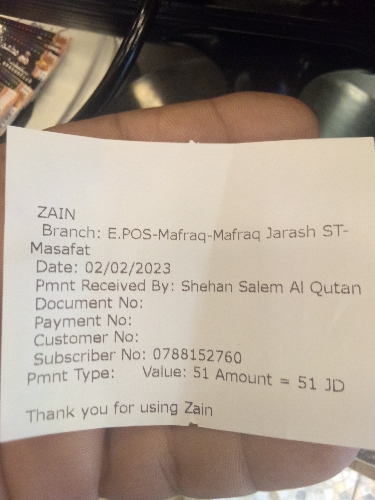 ZAIN
Branch: E.POS-Mafraq-Mafraq Jarash ST-
Masafat
Date: 02/02/2023
Pmnt Received By: Shehan Salem Al Qutan
Document No:
Payment No:
Customer No:
Subscriber No: 0788152760
Pmnt Type: Value: 51 Amount = 51 JD
Thank you for using Zain